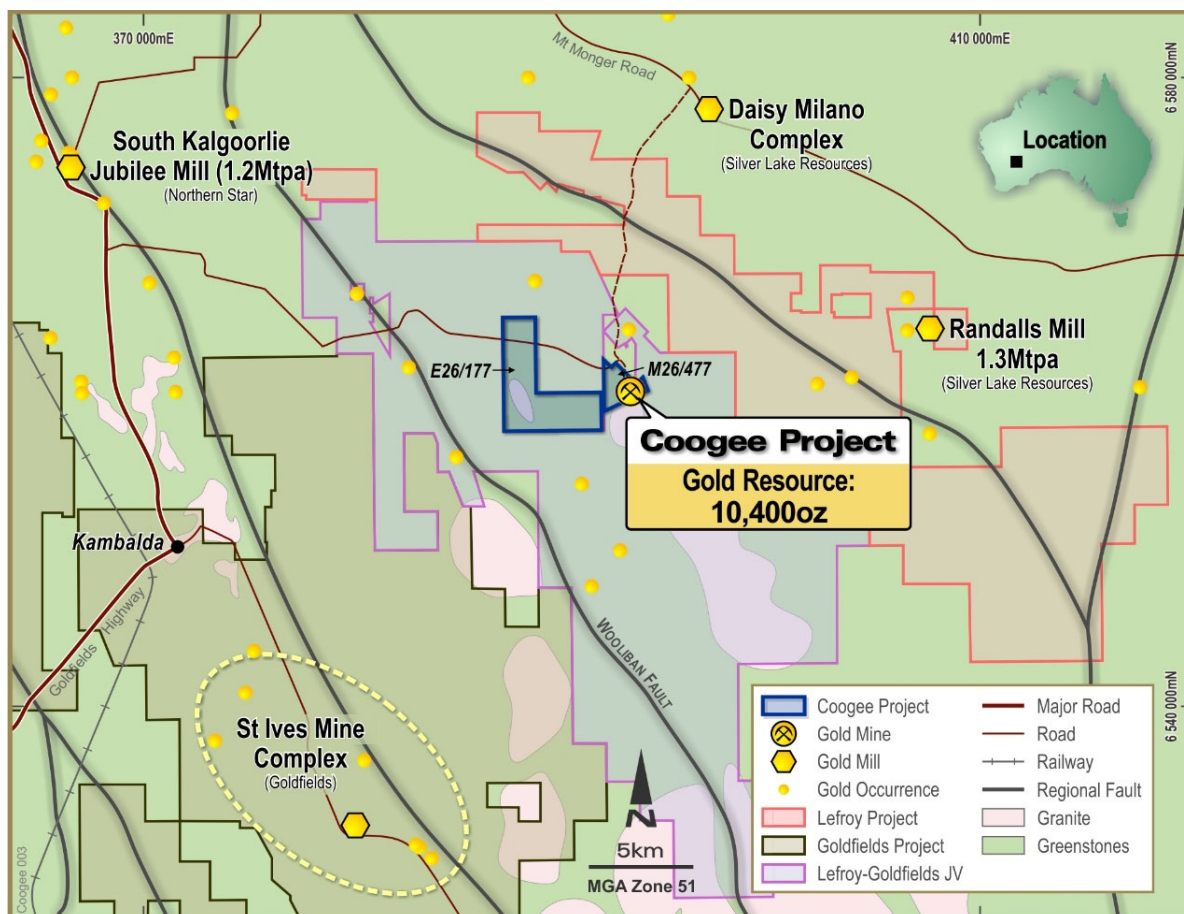 370 000mE
410 000mE
6 580 000mN
Mt Monger Road
Daisy Milano
Complex
(Silver Lake Resources)
Location
South Kalgoorlie
Jubilee Mill (1.2Mtpa)
(Northern Star)
Randalls Mill
1.3Mtpa
(Silver Lake Resources)
E26/177
M26/477
Coogee Project
Gold Resource:
10,400oz
Kambalda
Goldfields Highway
WOOLIBAN FAULT
St Ives Mine
Complex
(Goldfields)
6 540 000mN
N
5km
MGA Zone 51
Coogee 003
Coogee Project
Gold Mine
Gold Mill
Gold Occurrence
Lefroy Project
Goldfields Project
Lefroy-Goldfields JV
Major Road
Road
Railway
Regional Fault
Granite
Greenstones